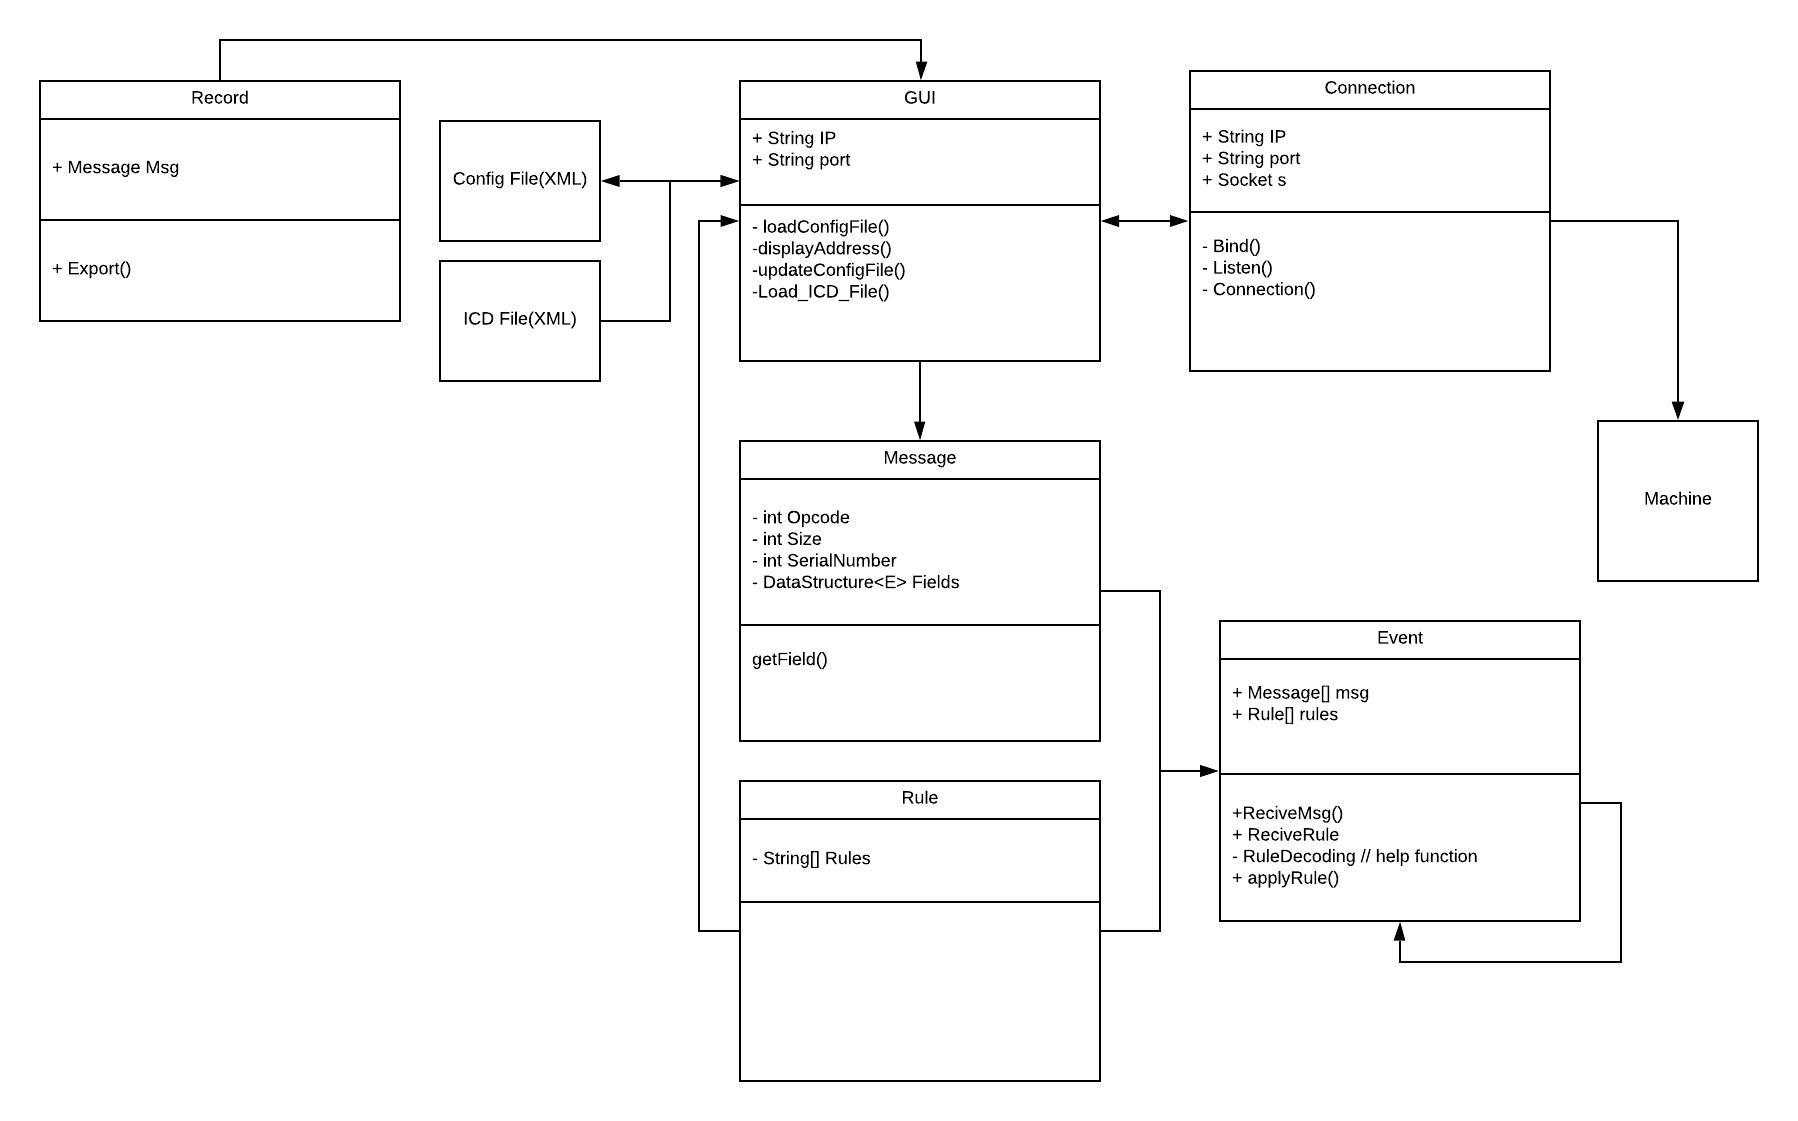 Record
+ Message Msg
+ Export()
Config File(XML)
ICD File(XML)
GUI
+ String IP
+ String port
- loadConfigFile()
-displayAddress()
-updateConfigFile()
-Load_ICD_File()
Connection
+ String IP
+ String port
+ Socket s
- Bind()
- Listen()
- Connection()
Machine
Message
- int Opcode
- int Size
- int SerialNumber
- DataStructure<E> Fields
getField()
Rule
- String[] Rules
Event
+ Message[] msg
+ Rule[] rules
+ReciveMsg()
+ ReciveRule
- RuleDecoding // help function
+ applyRule()